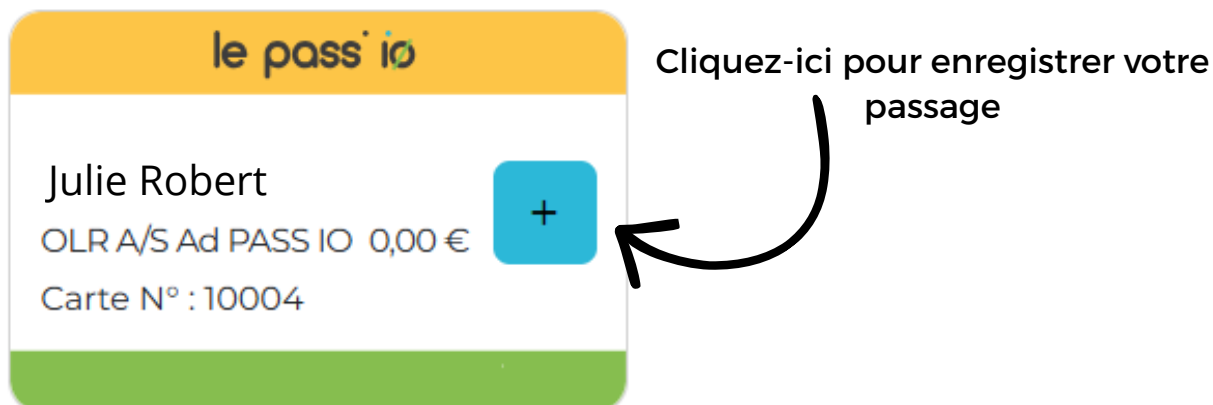 le pass' io
Cliquez-ici pour enregistrer votre
passage
Julie Robert
+
OLR A/S Ad PASS IO 0,00 €
Carte N° : 10004